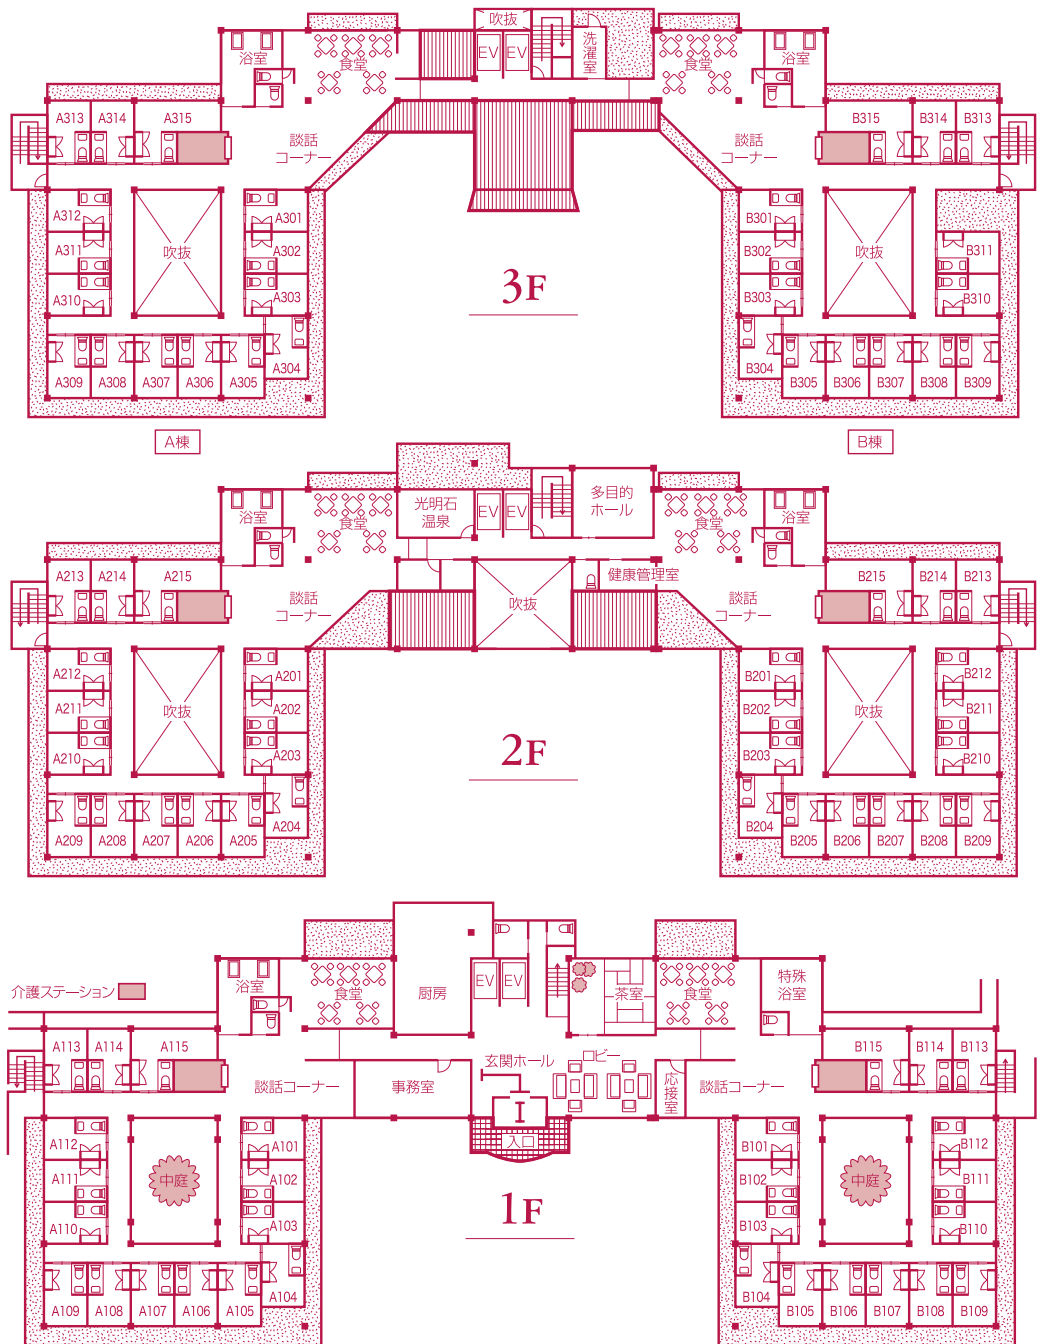 吹抜
EV
EV
洗濯室
浴室
食堂
食堂
浴室
A313
A314
A315
談話
コーナー
談話
コーナー
B315
B314
B313
A312
A311
A310
吹抜
A301
A302
A303
A304
A309
A308
A307
A306
A305
3F
B301
B302
B303
B304
吹抜
B311
B310
B305
B306
B307
B308
B309
A棟
B棟
浴室
食堂
光明石
温泉
EV
EV
多目的
ホール
食堂
浴室
A213
A214
A215
談話
コーナー
吹抜
健康管理室
談話
コーナー
B215
B214
B213
A212
A211
A210
吹抜
A201
A202
A203
A204
A209
A208
A207
A206
A205
2F
B201
B202
B203
B204
吹抜
B212
B211
B210
B205
B206
B207
B208
B209
介護ステーション
浴室
食堂
厨房
EV
EV
茶室
食堂
特殊
浴室
A113
A114
A115
談話コーナー
事務室
玄関ホール
ロビー
応接室
談話コーナー
B115
B114
B113
入口
A112
A111
A110
中庭
A101
A102
A103
A104
A109
A108
A107
A106
A105
1F
B101
B102
B103
B104
中庭
B112
B111
B110
B105
B106
B107
B108
B109